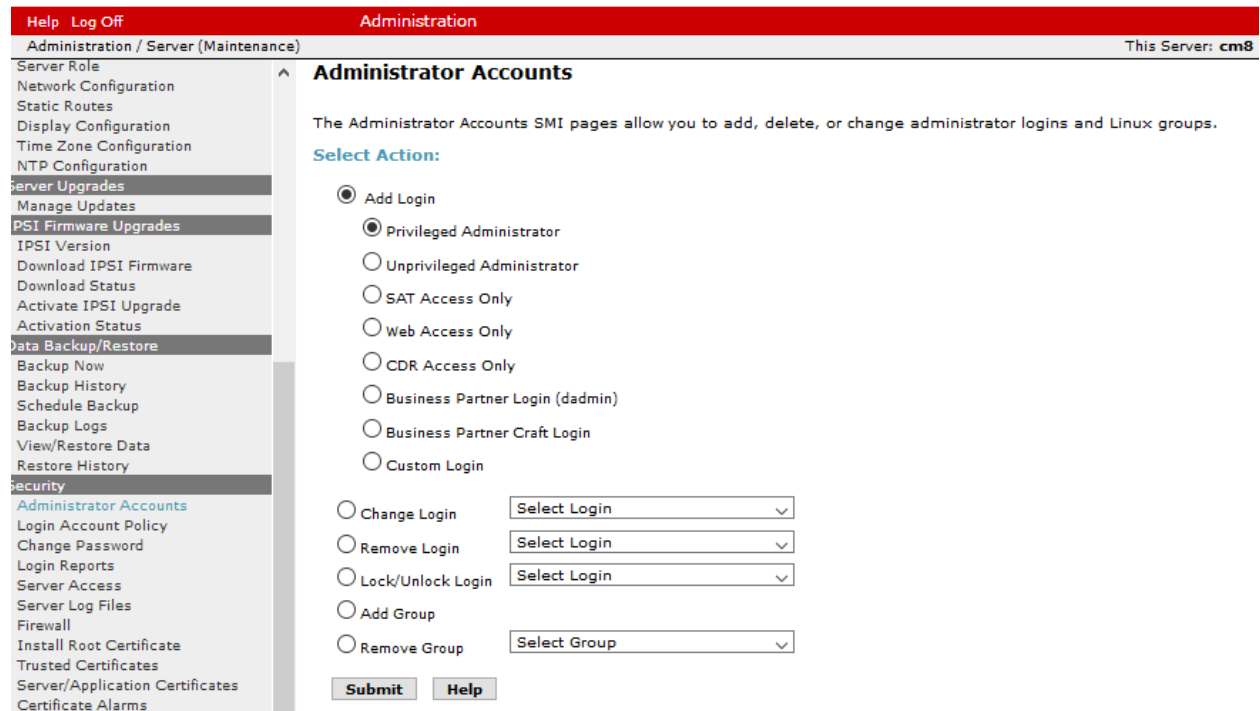 Help Log Off Administration
Administration / Server (Maintenance) This Server: cm8
Server Role
Network Configuration
Static Routes
Display Configuration
Time Zone Configuration
NTP Configuration
Server Upgrades
Manage Updates
PSI Firmware Upgrades
IPSI Version
Download IPSI Firmware
Download Status
Activate IPSI Upgrade
Activation Status
Data Backup/Restore
Backup Now
Backup History
Schedule Backup
Backup Logs
View/Restore Data
Restore History
Security
Administrator Accounts
Login Account Policy
Change Password
Login Reports
Server Access
Server Log Files
Firewall
Install Root Certificate
Trusted Certificates
Server/Application Certificates
Certificate Alarms
Administrator Accounts
The Administrator Accounts SMI pages allow you to add, delete, or change administrator logins and Linux groups.
Select Action:
Add Login
Privileged Administrator
Unprivileged Administrator
SAT Access Only
Web Access Only
CDR Access Only
Business Partner Login (dadmin)
Business Partner Craft Login
Custom Login
Change Login Select Login
Remove Login Select Login
Lock/Unlock Login Select Login
Add Group
Remove Group Select Group
Submit Help